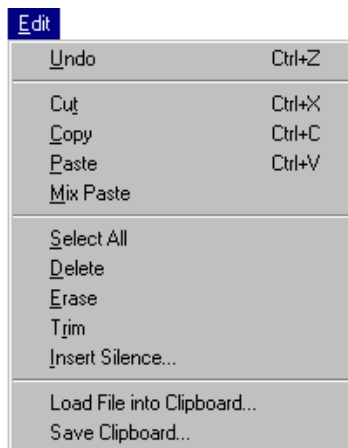 Edit
Undo Ctrl+Z
Cut Ctrl+X
Copy Ctrl+C
Paste Ctrl+V
Mix Paste
Select All
Delete
Erase
Trim
Insert Silence...
Load File into Clipboard...
Save Clipboard...